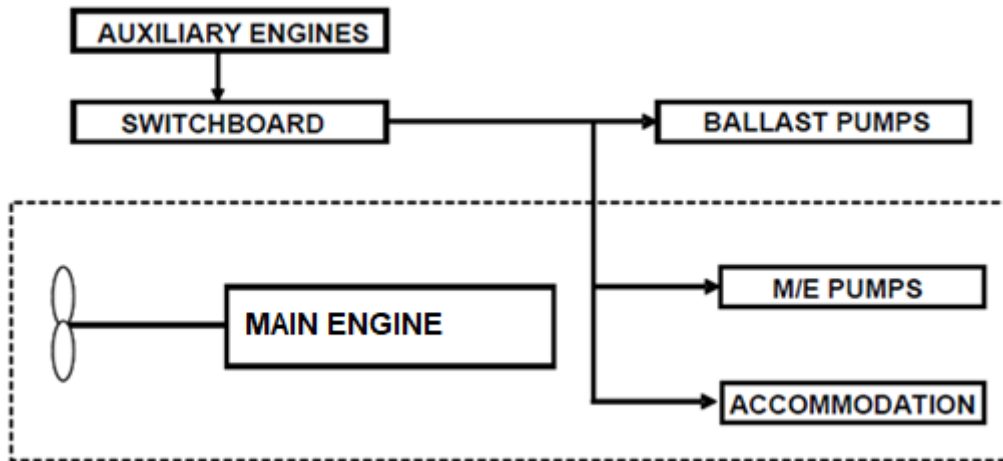 AUXILIARY ENGINES
SWITCHBOARD
BALLAST PUMPS
MAIN ENGINE
M/E PUMPS
ACCOMMODATION